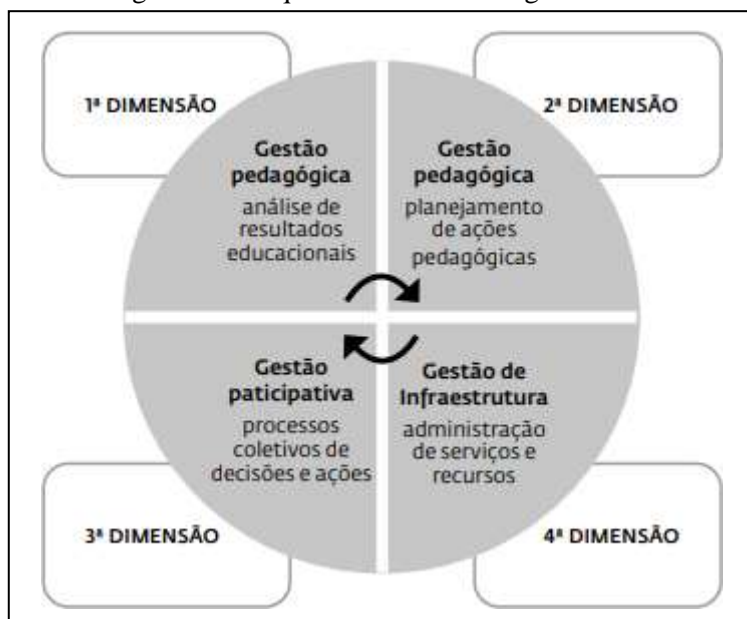 1ª DIMENSÃO
2ª DIMENSÃO
Gestão
pedagógica
análise de
resultados
educacionais
Gestão
pedagógica
planejamento
de ações
pedagógicas
Gestão
paticipativa
processos
coletivos de
decisões e ações
Gestão de
Infraestrutura
administração
de serviços e
recursos
3ª DIMENSÃO
4ª DIMENSÃO